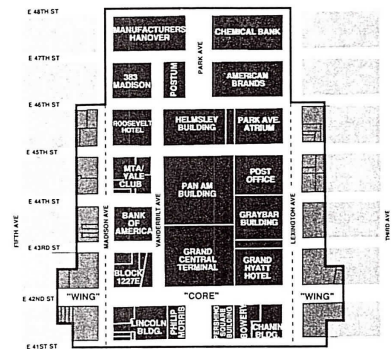 E 48TH ST
MANUFACTURERS
HANOVER
CHEMICAL BANK
PARK AVE
E 47TH ST
383
MADISON
POSTUM
AMERICAN
BRANDS
E 46TH ST
ROOSEVELT
HOTEL
HELMSLEY
BUILDING
PARK AVE.
ATRIUM
E 45TH ST
MTA/
YALE
CLUB
PAN AM
BUILDING
POST
OFFICE
E 44TH ST
FIFTH AVE
MADISON AVE
BANK
OF
AMERICA
VANDERBILT AVE
GRAYBAR
BUILDING
LEXINGTON AVE
THIRD AVE
E 43RD ST
BLOCK
1227E
GRAND
CENTRAL
TERMINAL
GRAND
HYATT
HOTEL
E 42ND ST
"WING"
"CORE"
"WING"
LINCOLN
BLDG.
PHILIP
MORRIS
PERSHING
SQUARE
BUILDING
BOWERY
CHANIN
BLDG.
E 41ST ST